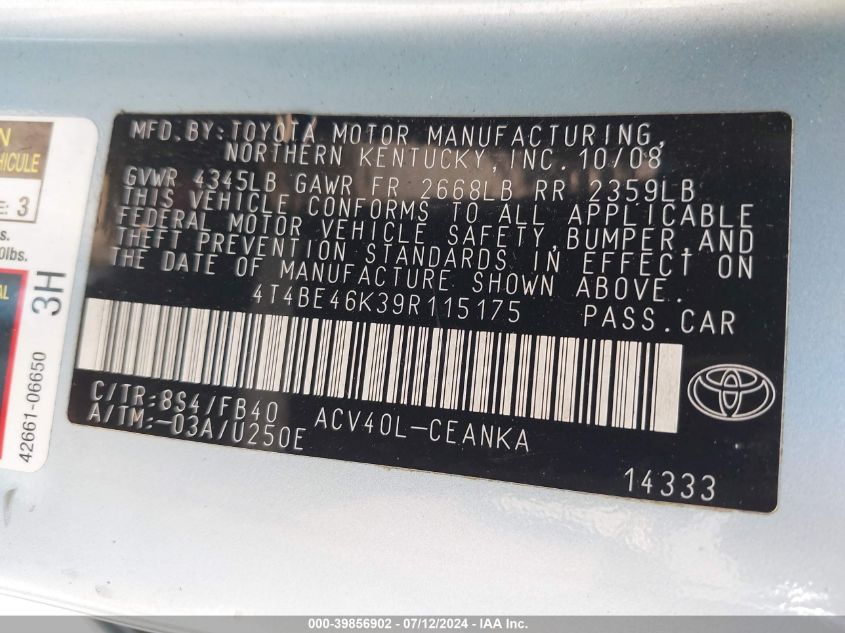 MFD.BY: TOYOTA MOTOR MANUFACTURING,
NORTHERN KENTUCKY, INC. 10/08
GVWR 4345LB GAWR FR 2668LB RR 2359LB
THIS VEHICLE CONFORMS TO ALL APPLICABLE
FEDERAL MOTOR VEHICLE SAFETY, BUMPER, AND
THEFT PREVENTION STANDARDS IN EFFECT ON
THE DATE OF MANUFACTURE SHOWN ABOVE.
4T4BE46K39R115175 PASS.CAR
C/TR: 8S4/FB40
A/TM: -03A/U250E
ACV40L-CEANKA
14333
VEHICULE
: 3
3H
42661-06650
000-39856902 - 07/12/2024 - IAA Inc.